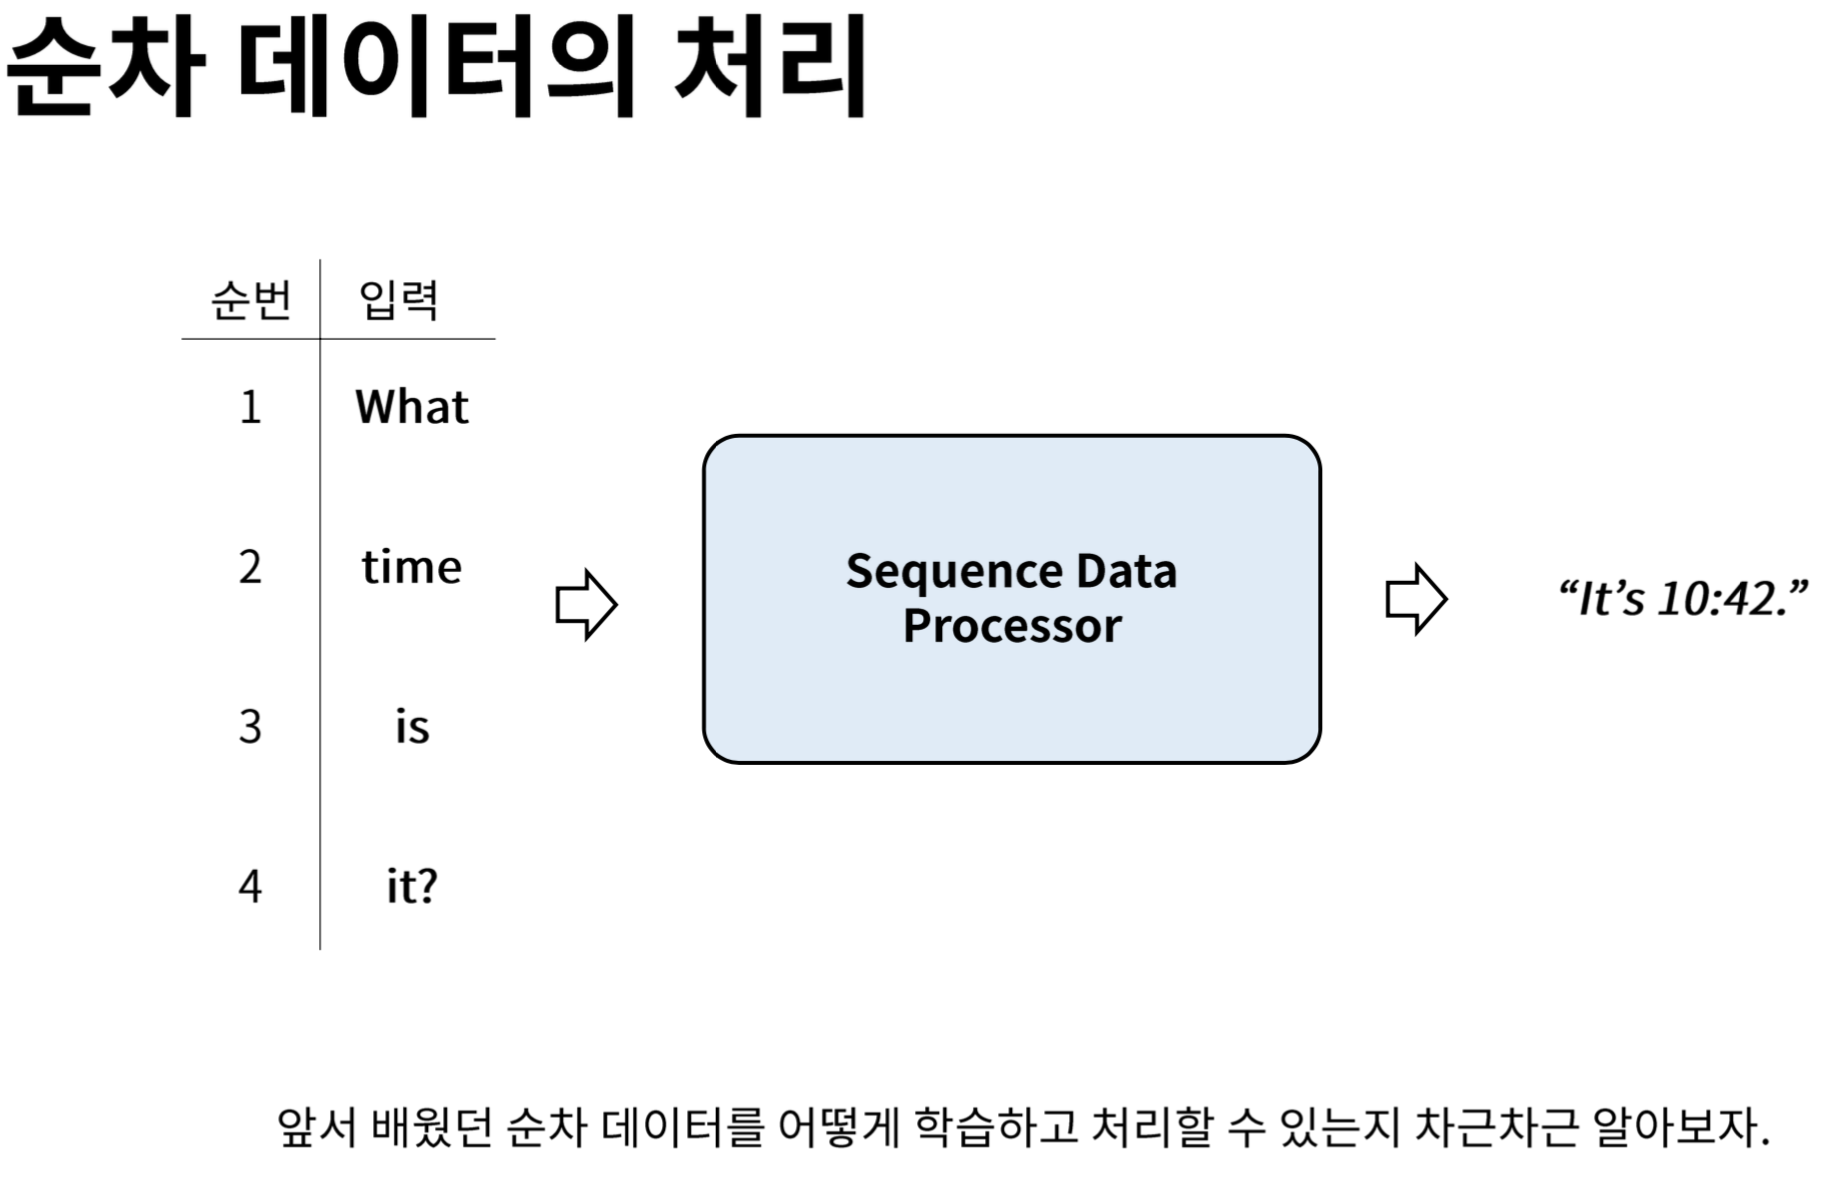 순차 데이터의 처리
순번 입력
1 What
2 time
3 is
4 it?
Sequence Data
Processor
“It’s 10:42.”
앞서 배웠던 순차 데이터를 어떻게 학습하고 처리할 수 있는지 차근차근 알아보자.